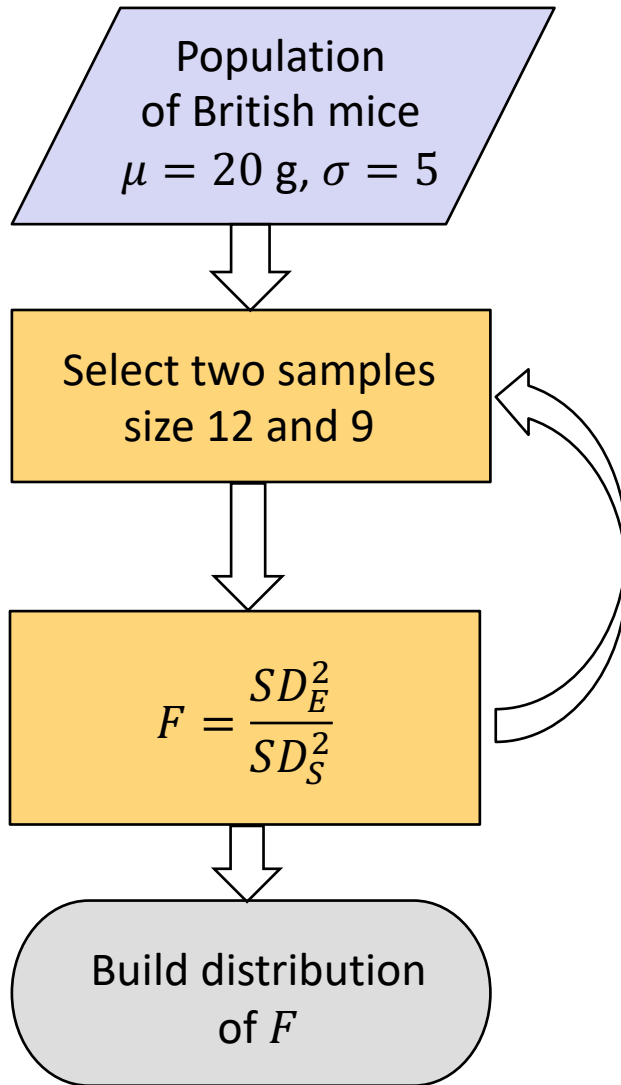 Population
of British mice
𝜇 = 20 g, 𝜎 = 5
Select two samples
size 12 and 9
𝐹 = 𝑆𝐷_𝐸^2 / 𝑆𝐷_𝑆^2
Build distribution
of 𝐹